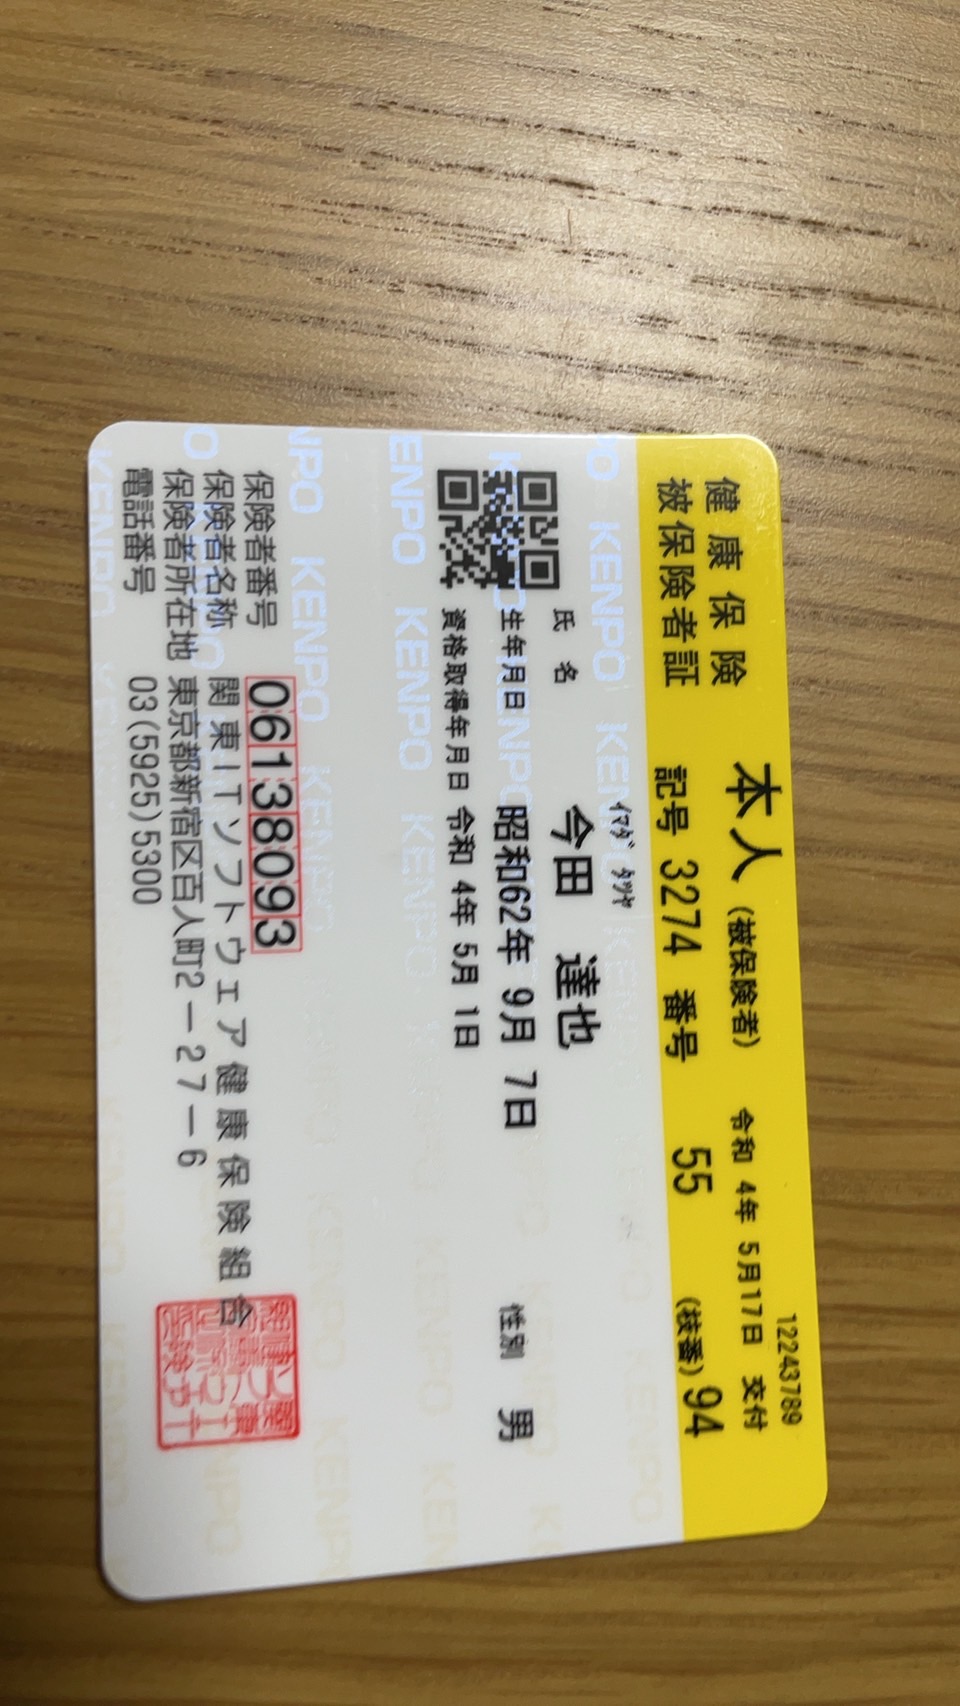 12243789
健康保険 本人(被保険者) 令和 4年 5月17日 交付
被保険者証 記号 3274 番号 55 (枝番)94
イマダ タツヤ
氏名 今田 達也
生年月日 昭和62年 9月 7日 性別 男
資格取得年月日 令和 4年 5月 1日
保険者番号 06138093
保険者名称 関東ITソフトウェア健康保険組合
保険者所在地 東京都新宿区百人町2-27-6
電話番号 03(5925)5300
KENPO